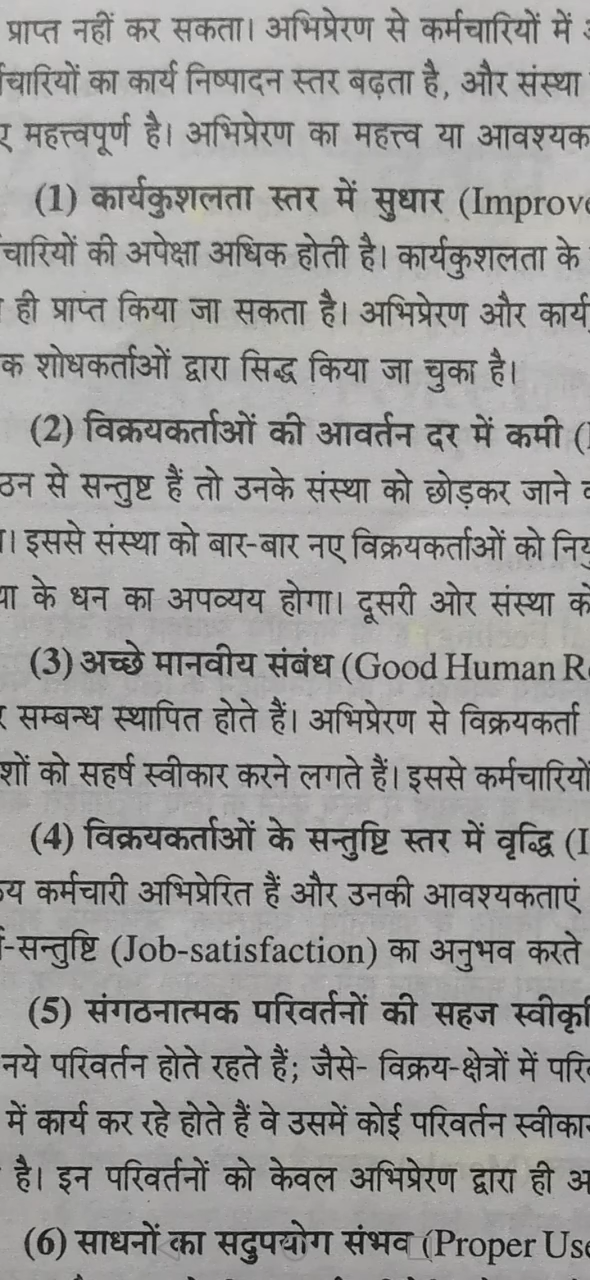 प्राप्त नहीं कर सकता। अभिप्रेरण से कर्मचारियों में
चारियों का कार्य निष्पादन स्तर बढ़ता है, और संस्था
महत्त्वपूर्ण है। अभिप्रेरण का महत्त्व या आवश्यक
(1) कार्यकुशलता स्तर में सुधार (Improve
चारियों की अपेक्षा अधिक होती है। कार्यकुशलता के
ही प्राप्त किया जा सकता है। अभिप्रेरण और कार्य
क शोधकर्ताओं द्वारा सिद्ध किया जा चुका है।
(2) विक्रयकर्ताओं की आवर्तन दर में कमी (
ठन से सन्तुष्ट हैं तो उनके संस्था को छोड़कर जाने
। इससे संस्था को बार-बार नए विक्रयकर्ताओं को निय
था के धन का अपव्यय होगा। दूसरी ओर संस्था को
(3) अच्छे मानवीय संबंध (Good Human Re
सम्बन्ध स्थापित होते हैं। अभिप्रेरण से विक्रयकर्ता
शों को सहर्ष स्वीकार करने लगते हैं। इससे कर्मचारियों
(4) विक्रयकर्ताओं के सन्तुष्टि स्तर में वृद्धि (I
य कर्मचारी अभिप्रेरित हैं और उनकी आवश्यकताएं
-सन्तुष्टि (Job-satisfaction) का अनुभव करते
(5) संगठनात्मक परिवर्तनों की सहज स्वीकृ
नये परिवर्तन होते रहते हैं; जैसे- विक्रय-क्षेत्रों में परि
में कार्य कर रहे होते हैं वे उसमें कोई परिवर्तन स्वीका
है। इन परिवर्तनों को केवल अभिप्रेरण द्वारा ही अ
(6) साधनों का सदुपयोग संभव (Proper Use